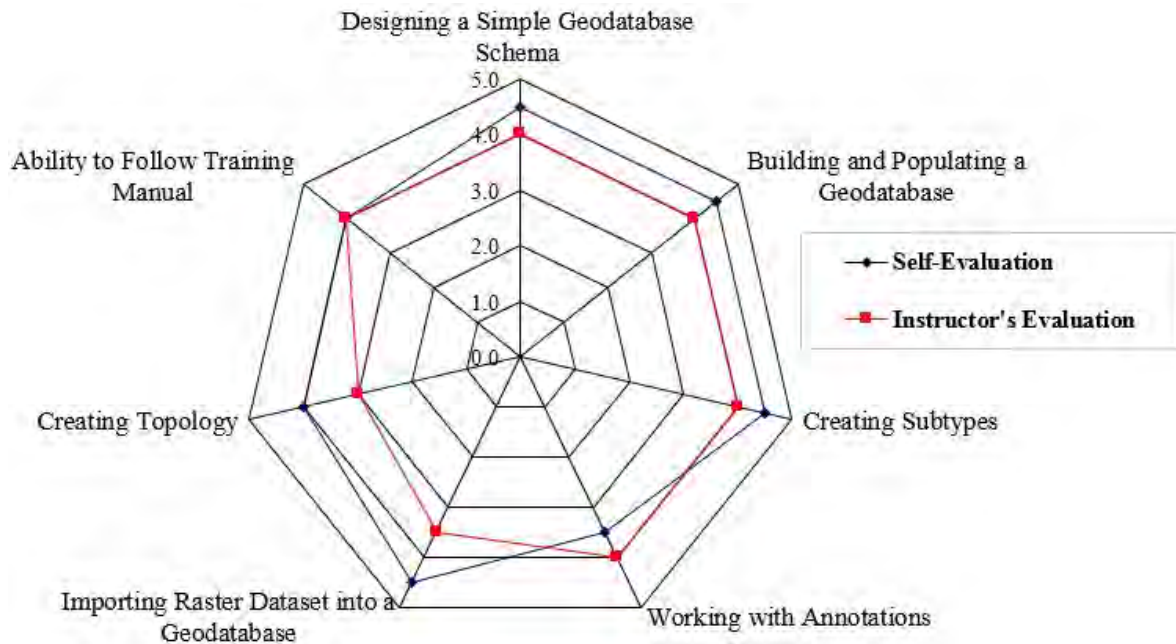 Designing a Simple Geodatabase
Schema
5.0
4.0
3.0
2.0
1.0
0.0
Ability to Follow Training
Manual
Building and Populating a
Geodatabase
Self-Evaluation
Instructor's Evaluation
Creating Topology
Creating Subtypes
Importing Raster Dataset into a
Geodatabase
Working with Annotations